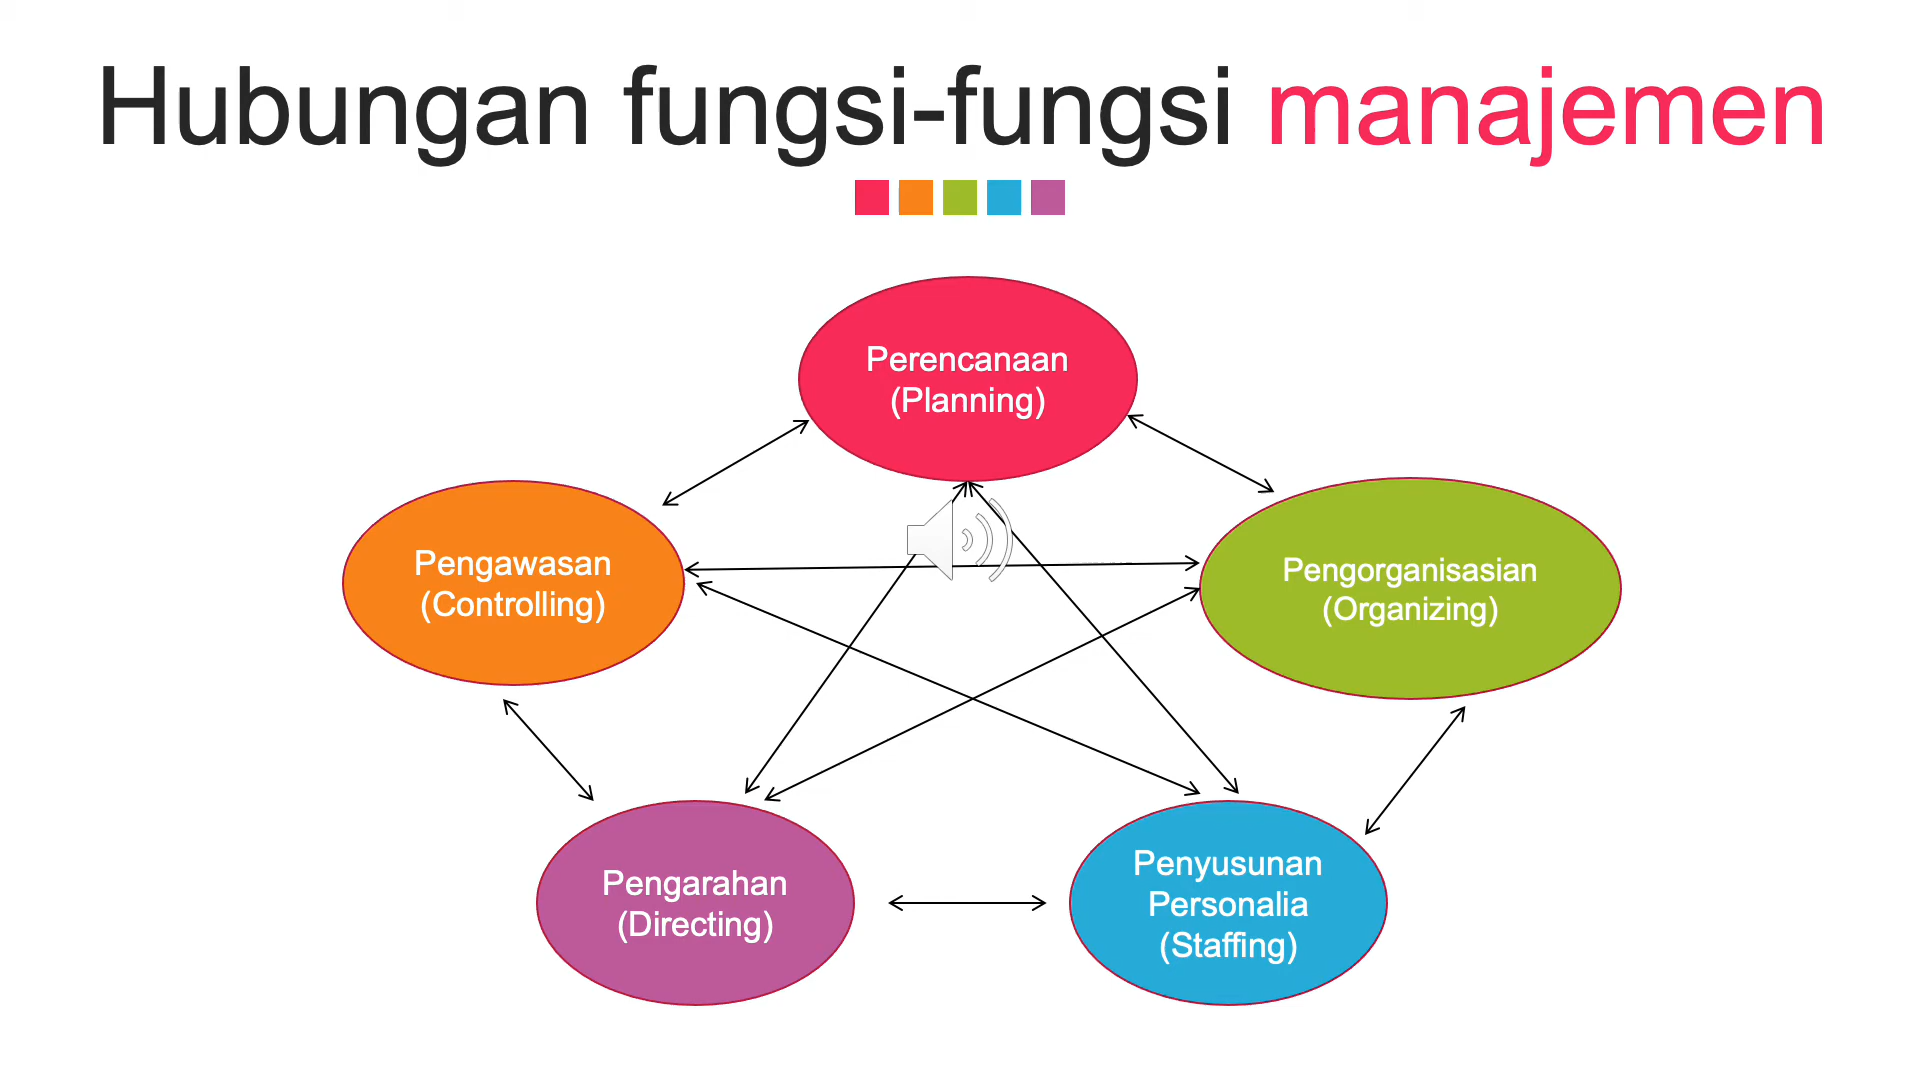 Hubungan fungsi-fungsi manajemen
Perencanaan
(Planning)
Pengawasan
(Controlling)
Pengorganisasian
(Organizing)
Pengarahan
(Directing)
Penyusunan
Personalia
(Staffing)